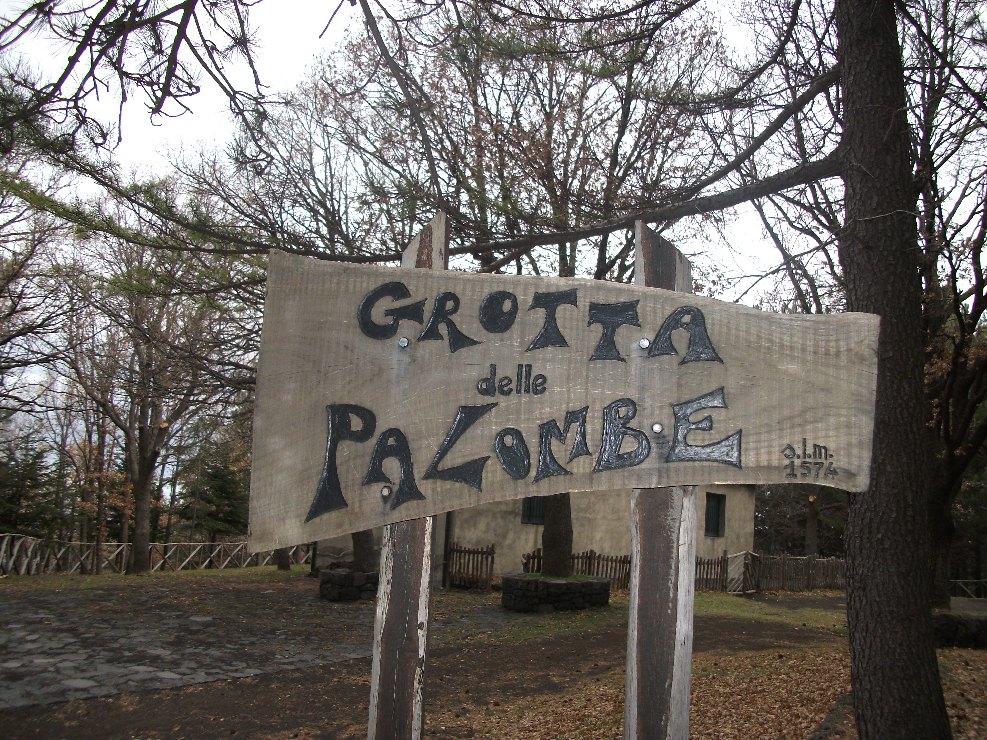 GROTTA
delle
PALOMBE
s.l.m.
1574